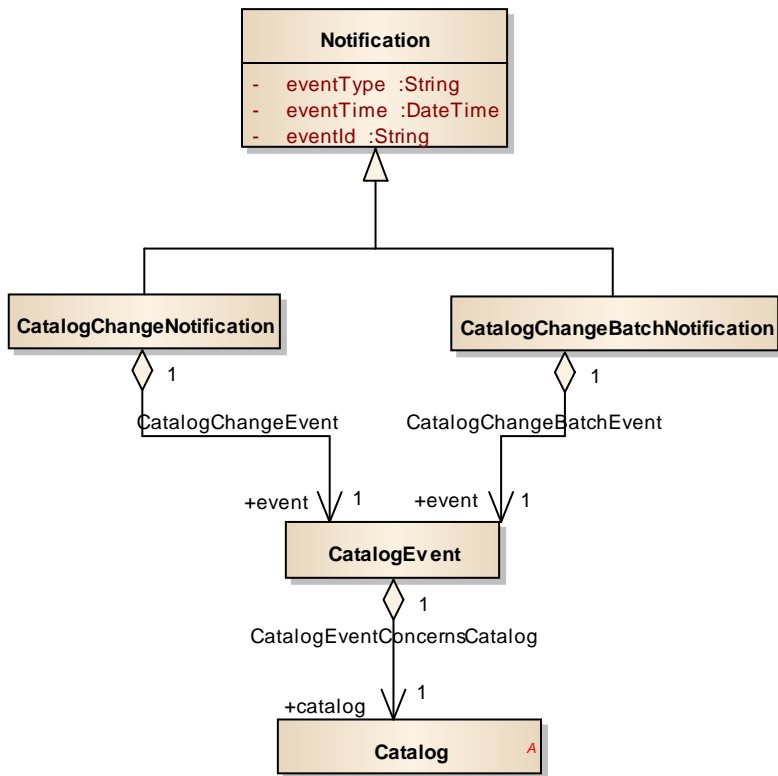 Notification
- eventType :String
- eventTime :DateTime
- eventId :String
CatalogChangeNotification
CatalogChangeBatchNotification
1
1
CatalogChangeEvent
CatalogChangeBatchEvent
+event 1
+event 1
CatalogEvent
1
CatalogEventConcernsCatalog
+catalog 1
Catalog A